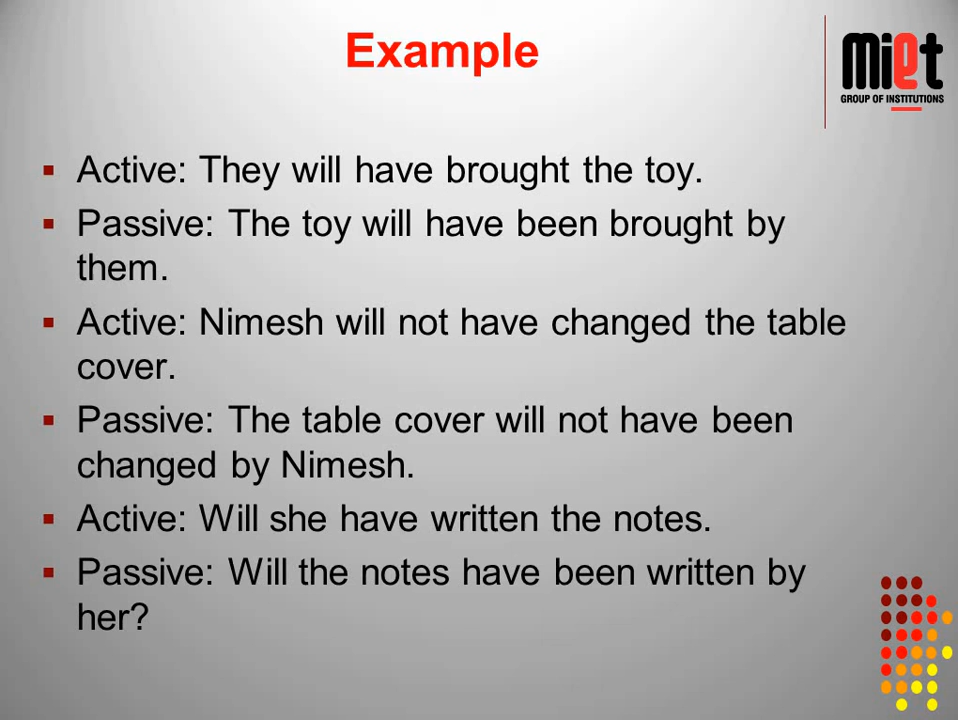 Example
miet
GROUP OF INSTITUTIONS
▪ Active: They will have brought the toy.
▪ Passive: The toy will have been brought by
them.
▪ Active: Nimesh will not have changed the table
cover.
▪ Passive: The table cover will not have been
changed by Nimesh.
▪ Active: Will she have written the notes.
▪ Passive: Will the notes have been written by
her?